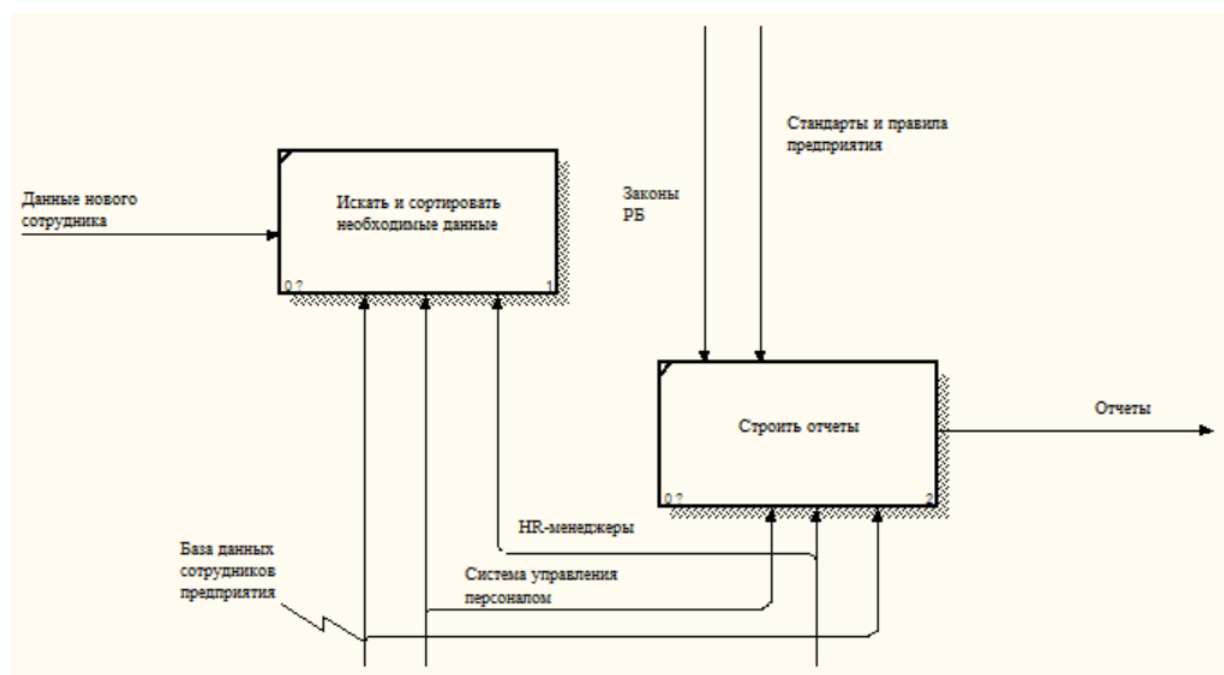 Стандарты и правила
предприятия
Данные нового
сотрудника
Искать и сортировать
необходимые данные
Законы
РБ
0 ?
1
Отчеты
Строить отчеты
0 ?
2
HR-менеджеры
База данных
сотрудников
предприятия
Система управления
персоналом